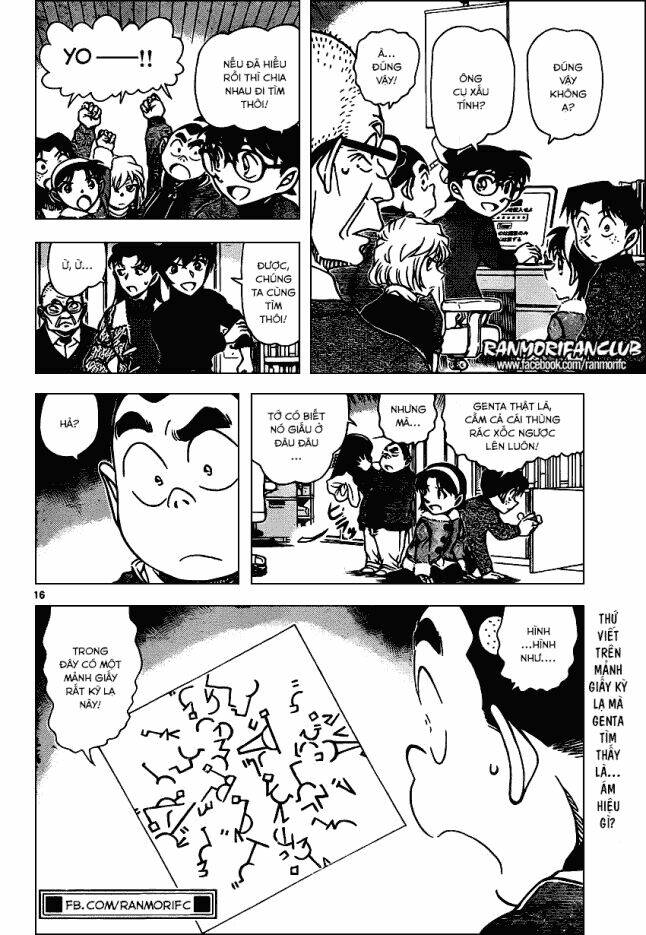 ĐÚNG
VẬY
KHÔNG
Ạ?
ÔNG
CỤ XẤU
TÍNH?
À...
ĐÚNG
VẬY!
NẾU ĐÃ HIỂU
RỒI THÌ CHIA
NHAU ĐI TÌM
THÔI!
YO —!!
RANMORIFANCLUB
www.facebook.com/ranmorifc
ĐƯỢC,
CHÚNG
TA CÙNG
TÌM
THÔI!
Ừ, Ừ...
GENTA THẬT LÀ,
CẦM CẢ CÁI THÙNG
RÁC XỐC NGƯỢC
LÊN LUÔN!
NHƯNG
MÀ...
TỚ CÓ BIẾT
NÓ GIẤU Ở
ĐÂU ĐÂU
...
HẢ?
16
HÌNH
...HÌNH
NHƯ....
TRONG
ĐÂY CÓ MỘT
MẢNH GIẤY
RẤT KỲ LẠ
NÀY!
THỨ
VIẾT
TRÊN
MẢNH
GIẤY KỲ
LẠ MÀ
GENTA
TÌM
THẤY
LÀ...
ÁM
HIỆU
GÌ?
FB.COM/RANMORIFC